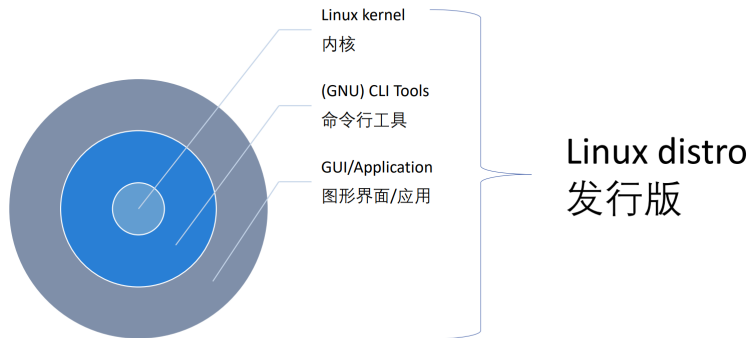 Linux kernel
内核
(GNU) CLI Tools
命令行工具
GUI/Application
图形界面/应用
Linux distro
发行版